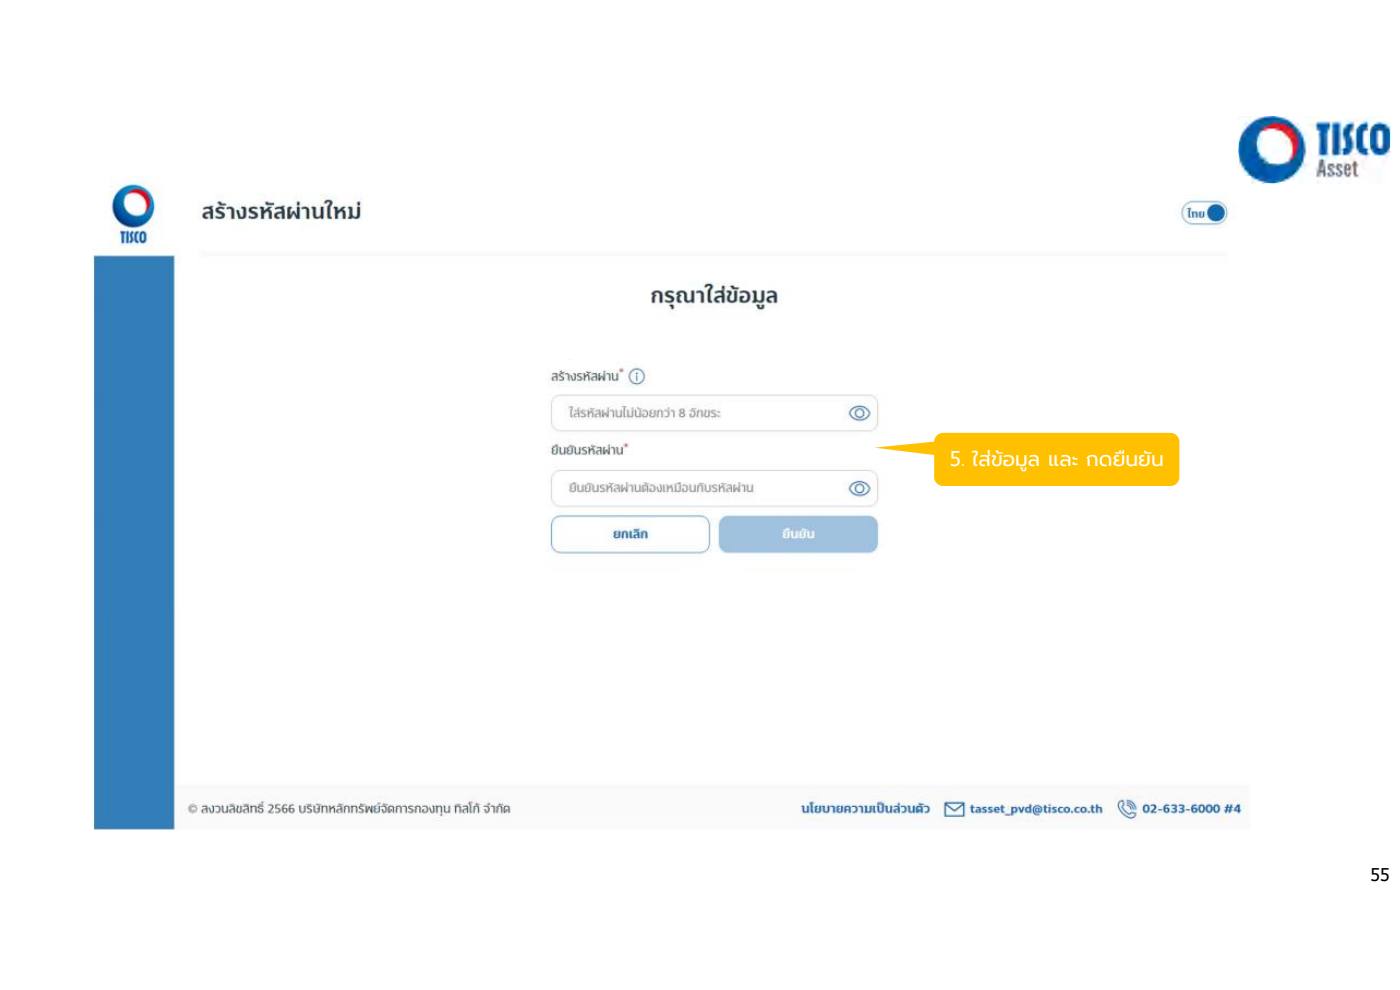 TISCO
Asset
TISCO
สร้างรหัสผ่านใหม่
ไทย
กรุณาใส่ข้อมูล
สร้างรหัสผ่าน*
ใส่รหัสผ่านไม่น้อยกว่า 8 อักขระ
ยืนยันรหัสผ่าน*
5. ใส่ข้อมูล และ กดยืนยัน
ยืนยันรหัสผ่านต้องเหมือนกับรหัสผ่าน
ยกเลิก ยืนยัน
© สงวนลิขสิทธิ์ 2566 บริษัทหลักทรัพย์จัดการกองทุน ทิสโก้ จำกัด นโยบายความเป็นส่วนตัว tasset_pvd@tisco.co.th 02-633-6000 #4
55